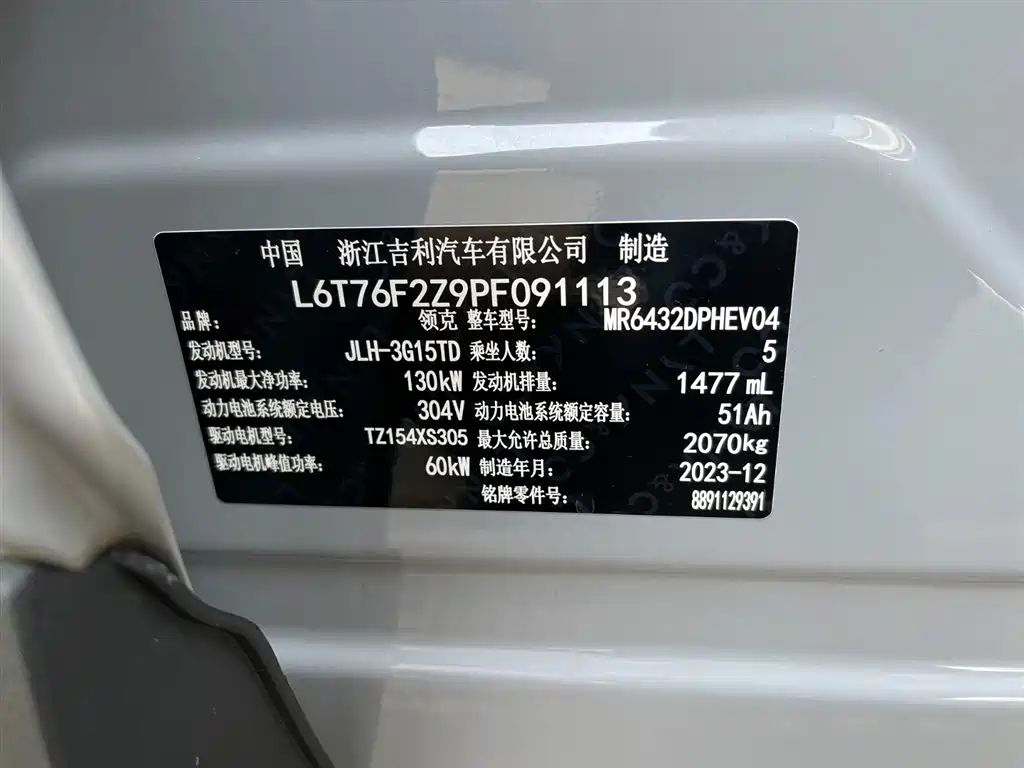 中国 浙江吉利汽车有限公司 制造
L6T76F2Z9PF091113
品牌: 领克 整车型号: MR6432DPHEV04
发动机型号: JLH-3G15TD 乘坐人数: 5
发动机最大净功率: 130kW 发动机排量: 1477 mL
动力电池系统额定电压: 304V 动力电池系统额定容量: 51Ah
驱动电机型号: TZ154XS305 最大允许总质量: 2070kg
驱动电机峰值功率: 60kW 制造年月: 2023-12
铭牌零件号: 8891129391